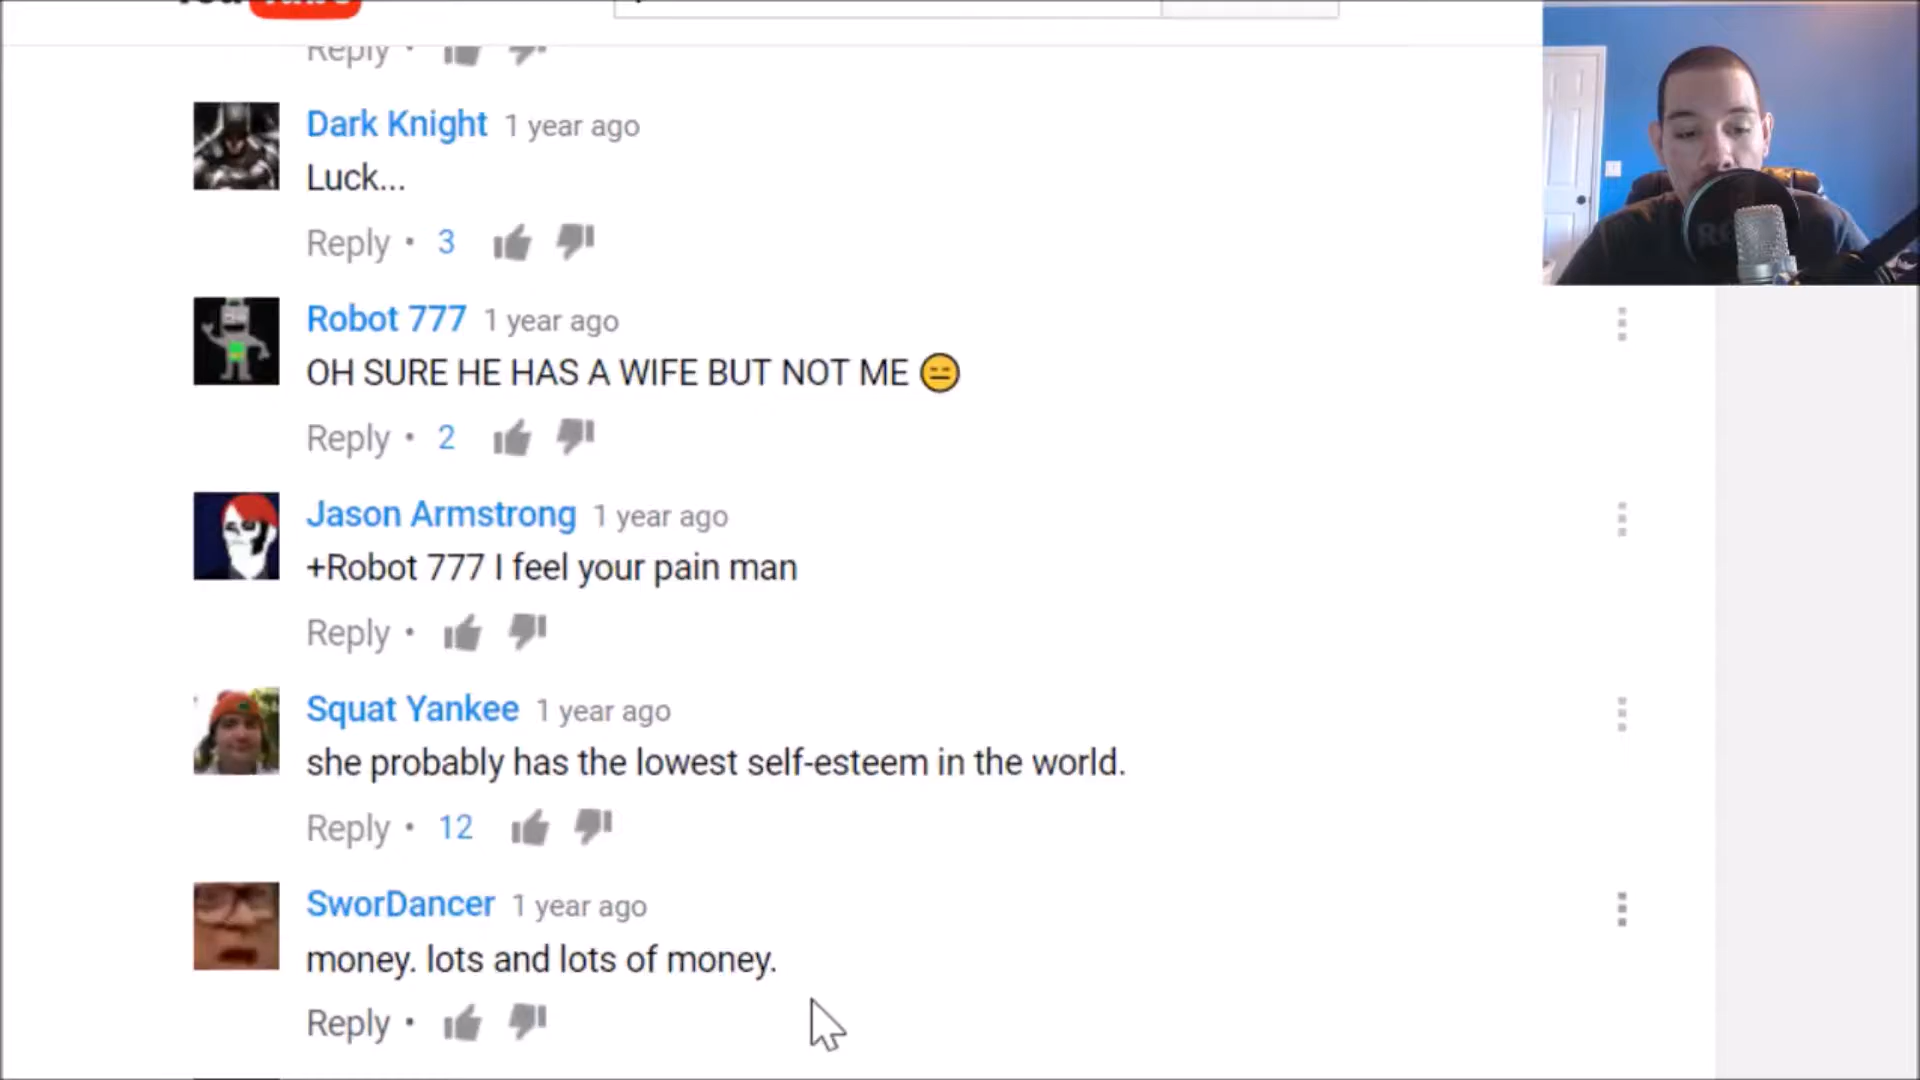 Reply •
Dark Knight 1 year ago
Luck...
Reply • 3
Robot 777 1 year ago
OH SURE HE HAS A WIFE BUT NOT ME 😑
Reply • 2
Jason Armstrong 1 year ago
+Robot 777 I feel your pain man
Reply •
Squat Yankee 1 year ago
she probably has the lowest self-esteem in the world.
Reply • 12
SworDancer 1 year ago
money. lots and lots of money.
Reply •